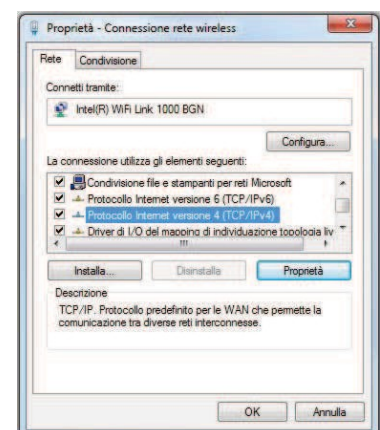 Proprietà - Connessione rete wireless
Rete Condivisione
Connetti tramite:
Intel(R) WiFi Link 1000 BGN
Configura...
La connessione utilizza gli elementi seguenti:
Condivisione file e stampanti per reti Microsoft
Protocollo Internet versione 6 (TCP/IPv6)
Protocollo Internet versione 4 (TCP/IPv4)
Driver di I/O del mapping di individuazione topologia liv
Installa... Disinstalla Proprietà
Descrizione
TCP/IP. Protocollo predefinito per le WAN che permette la
comunicazione tra diverse reti interconnesse.
OK Annulla